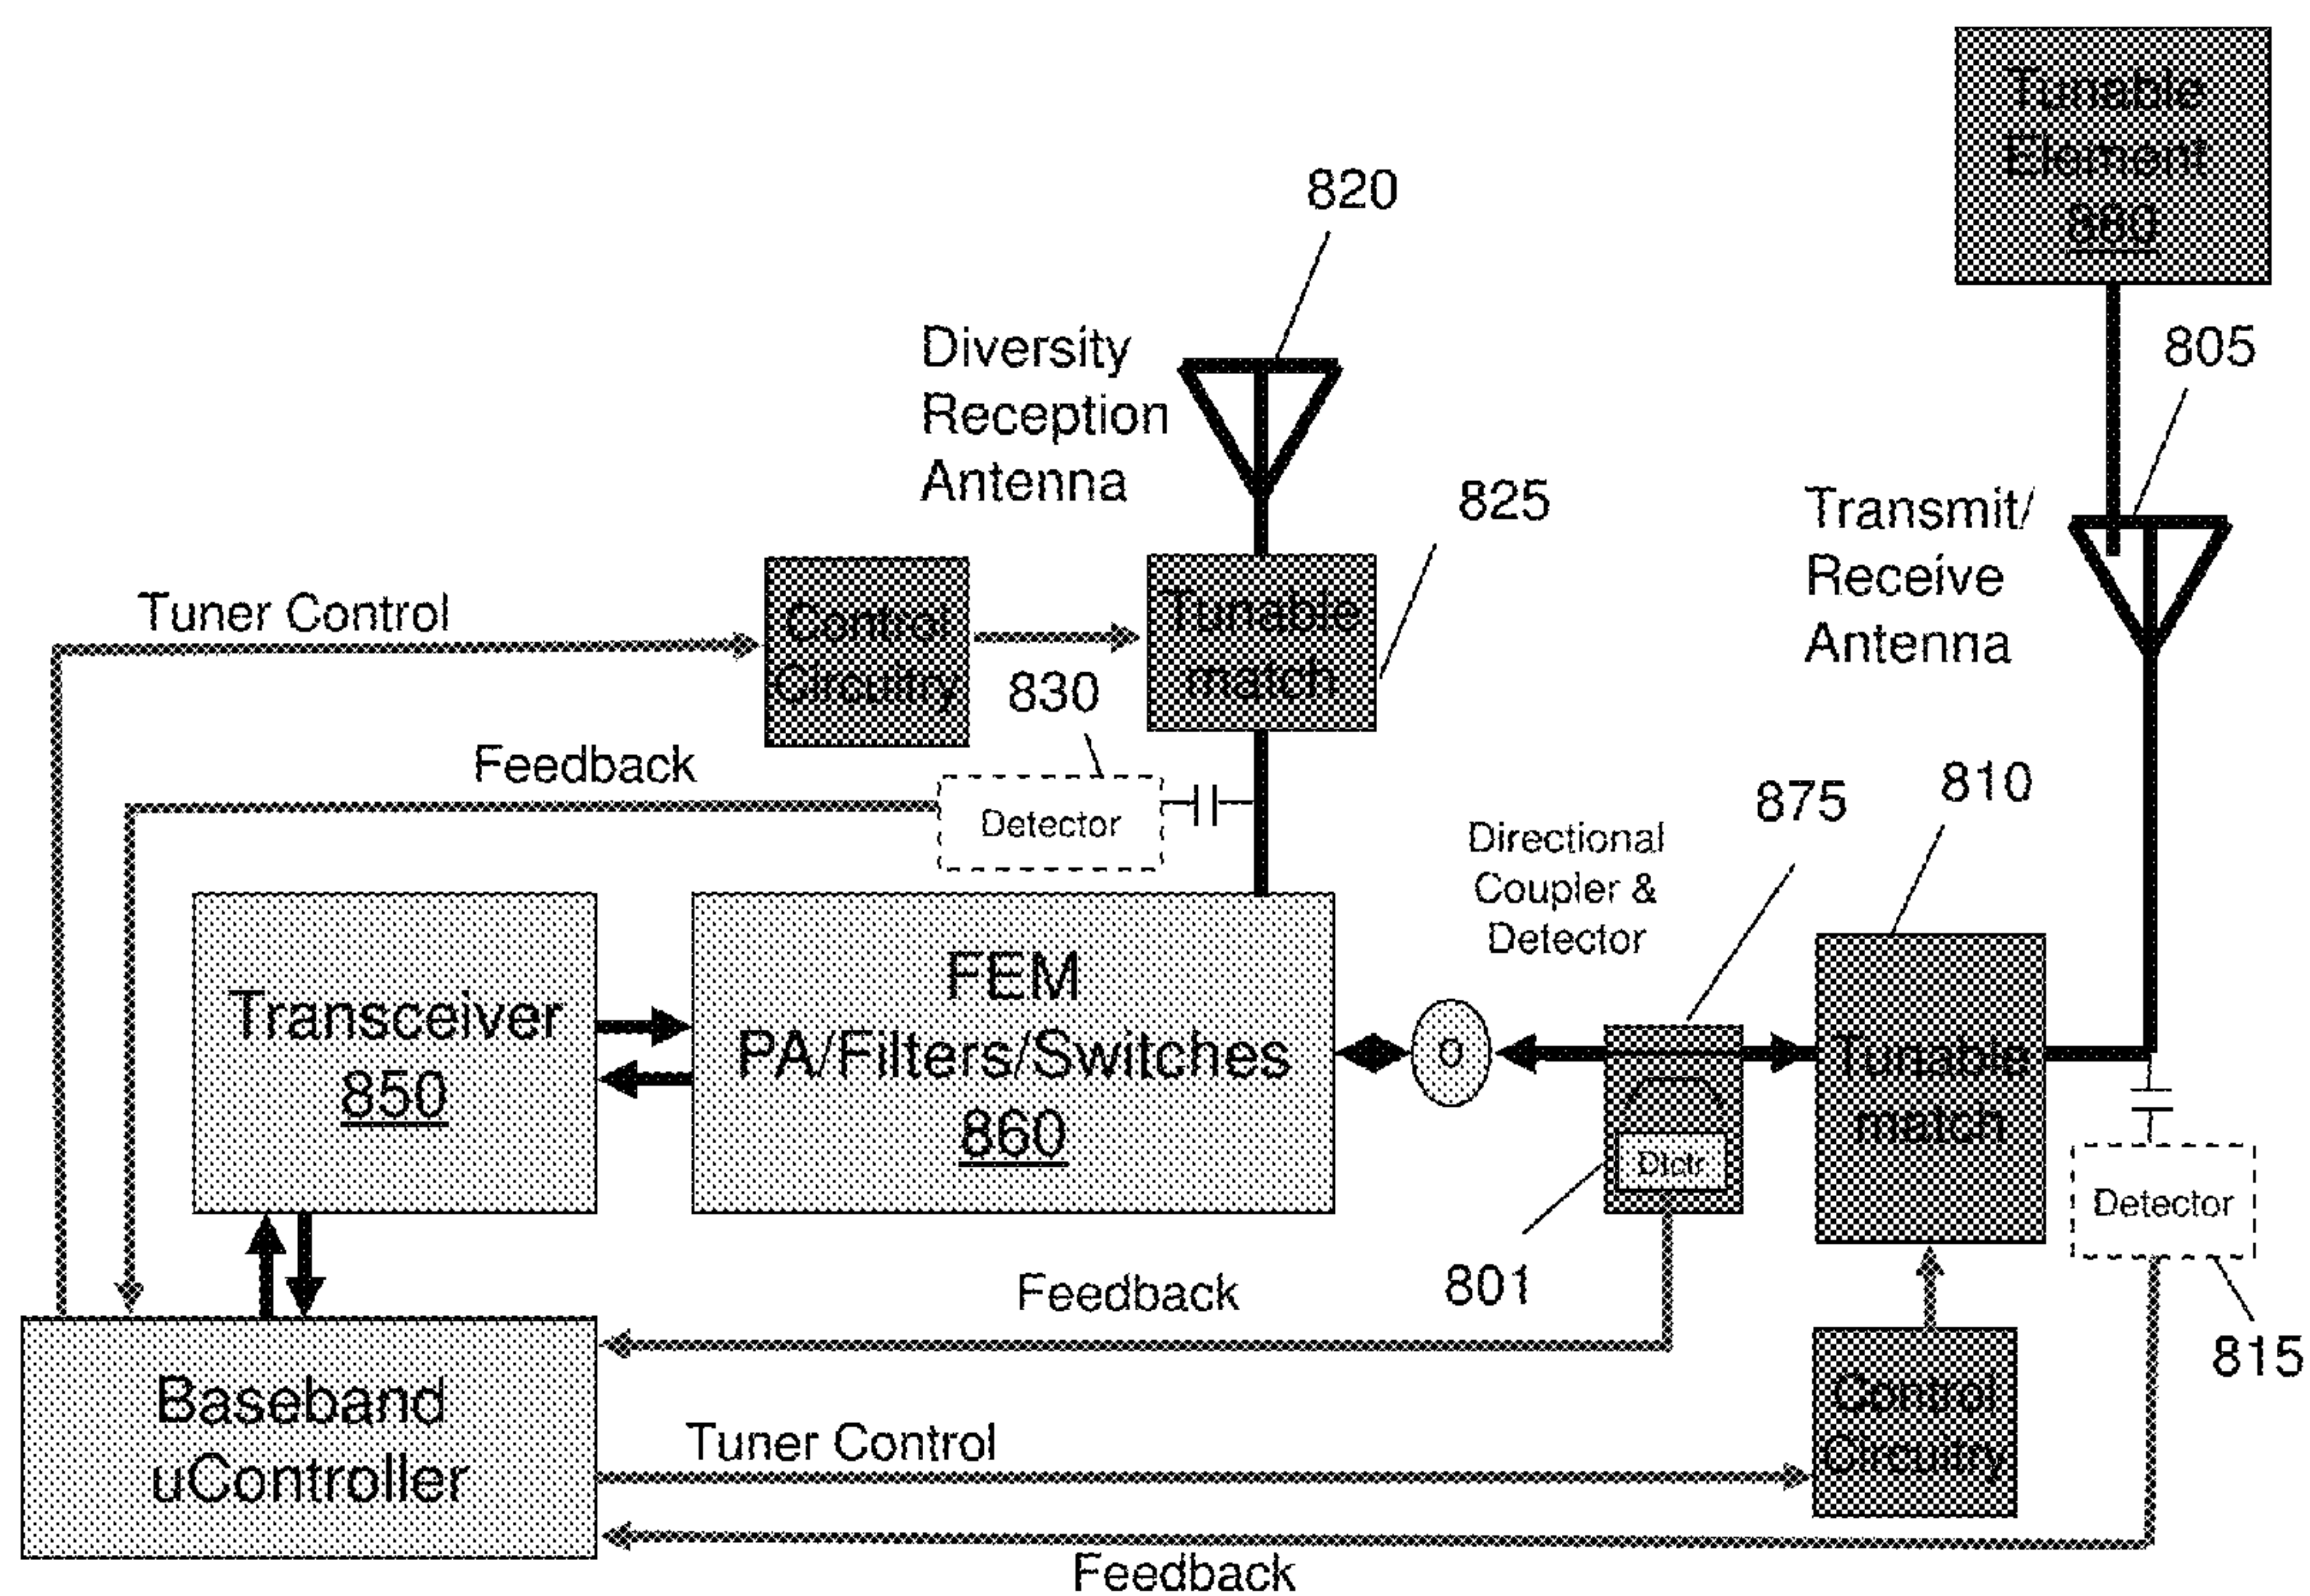 Tunable
Element
880
820
Diversity
Reception
Antenna
805
825
Transmit/
Receive
Antenna
Tuner Control
Control
Circuitry
Tunable
match
830
Feedback
Detector
Directional
Coupler &
Detector
875
810
Transceiver
850
FEM
PA/Filters/Switches
860
O
Tunable
match
Dtctr
Detector
801
Feedback
815
Baseband
uController
Tuner Control
Control
Circuitry
Feedback